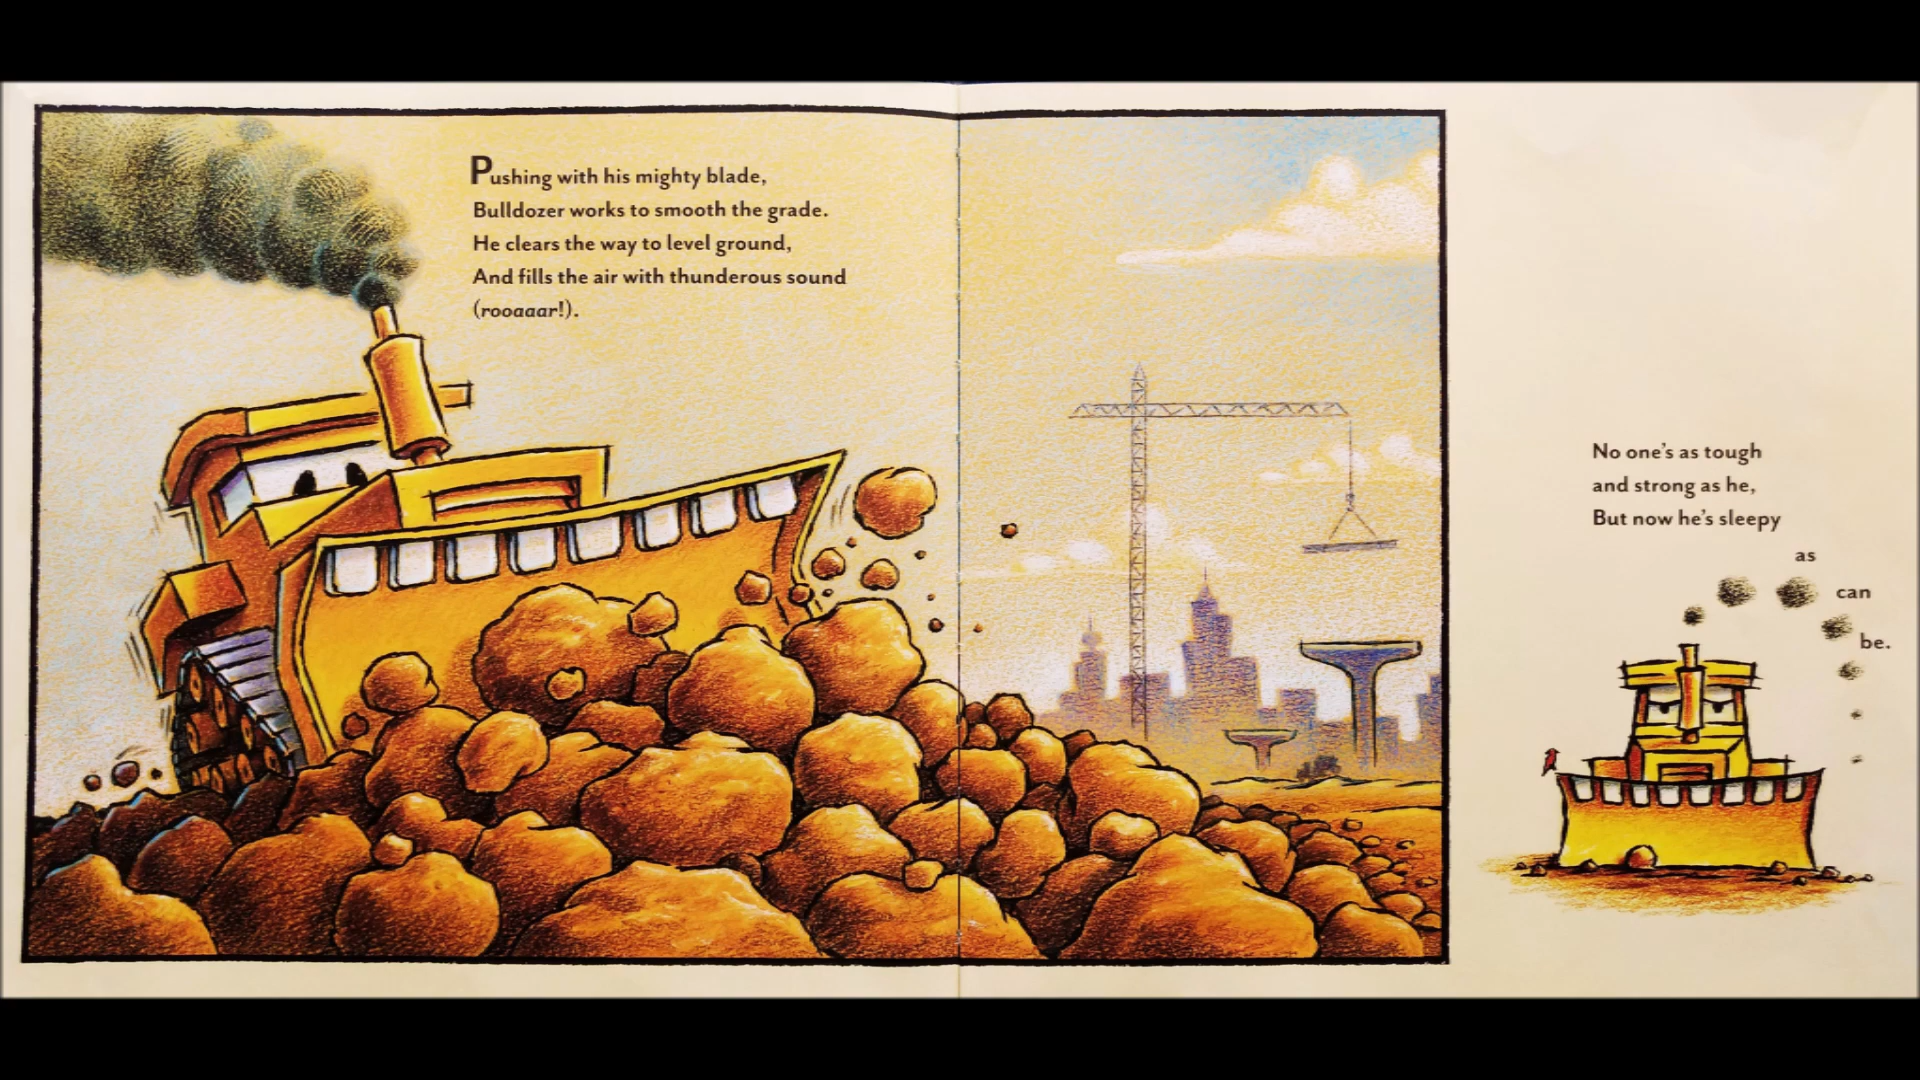 Pushing with his mighty blade,
Bulldozer works to smooth the grade.
He clears the way to level ground,
And fills the air with thunderous sound
(rooaaar!).
No one's as tough
and strong as he,
But now he's sleepy
as
can
be.